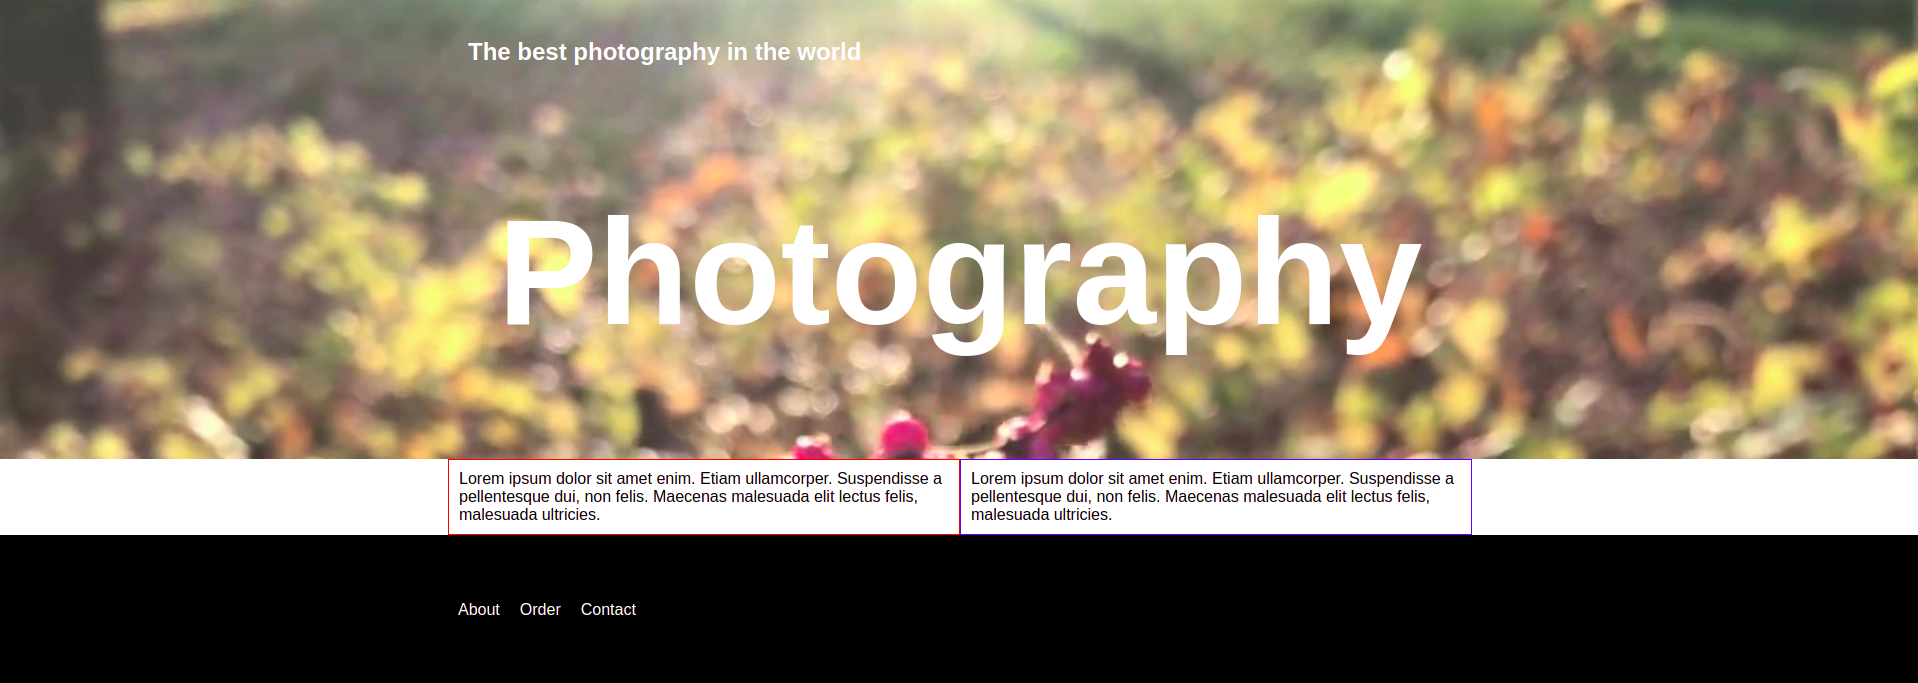 The best photography in the world
Photography
Lorem ipsum dolor sit amet enim. Etiam ullamcorper. Suspendisse a
pellentesque dui, non felis. Maecenas malesuada elit lectus felis,
malesuada ultricies.
Lorem ipsum dolor sit amet enim. Etiam ullamcorper. Suspendisse a
pellentesque dui, non felis. Maecenas malesuada elit lectus felis,
malesuada ultricies.
About Order Contact